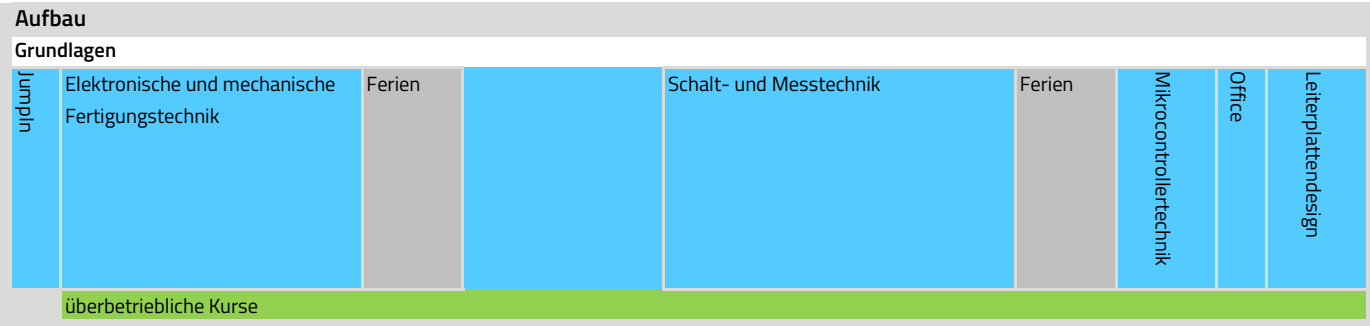 Aufbau
Grundlagen
JumpIn
Elektronische und mechanische
Fertigungstechnik
Ferien
Schalt- und Messtechnik
Ferien
Mikrocontrollertechnik
Office
Leiterplattendesign
überbetriebliche Kurse